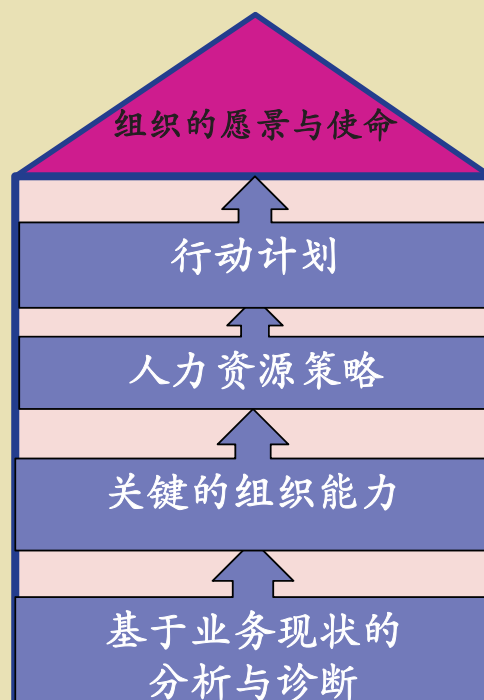 组织的愿景与使命
行动计划
人力资源策略
关键的组织能力
基于业务现状的
分析与诊断